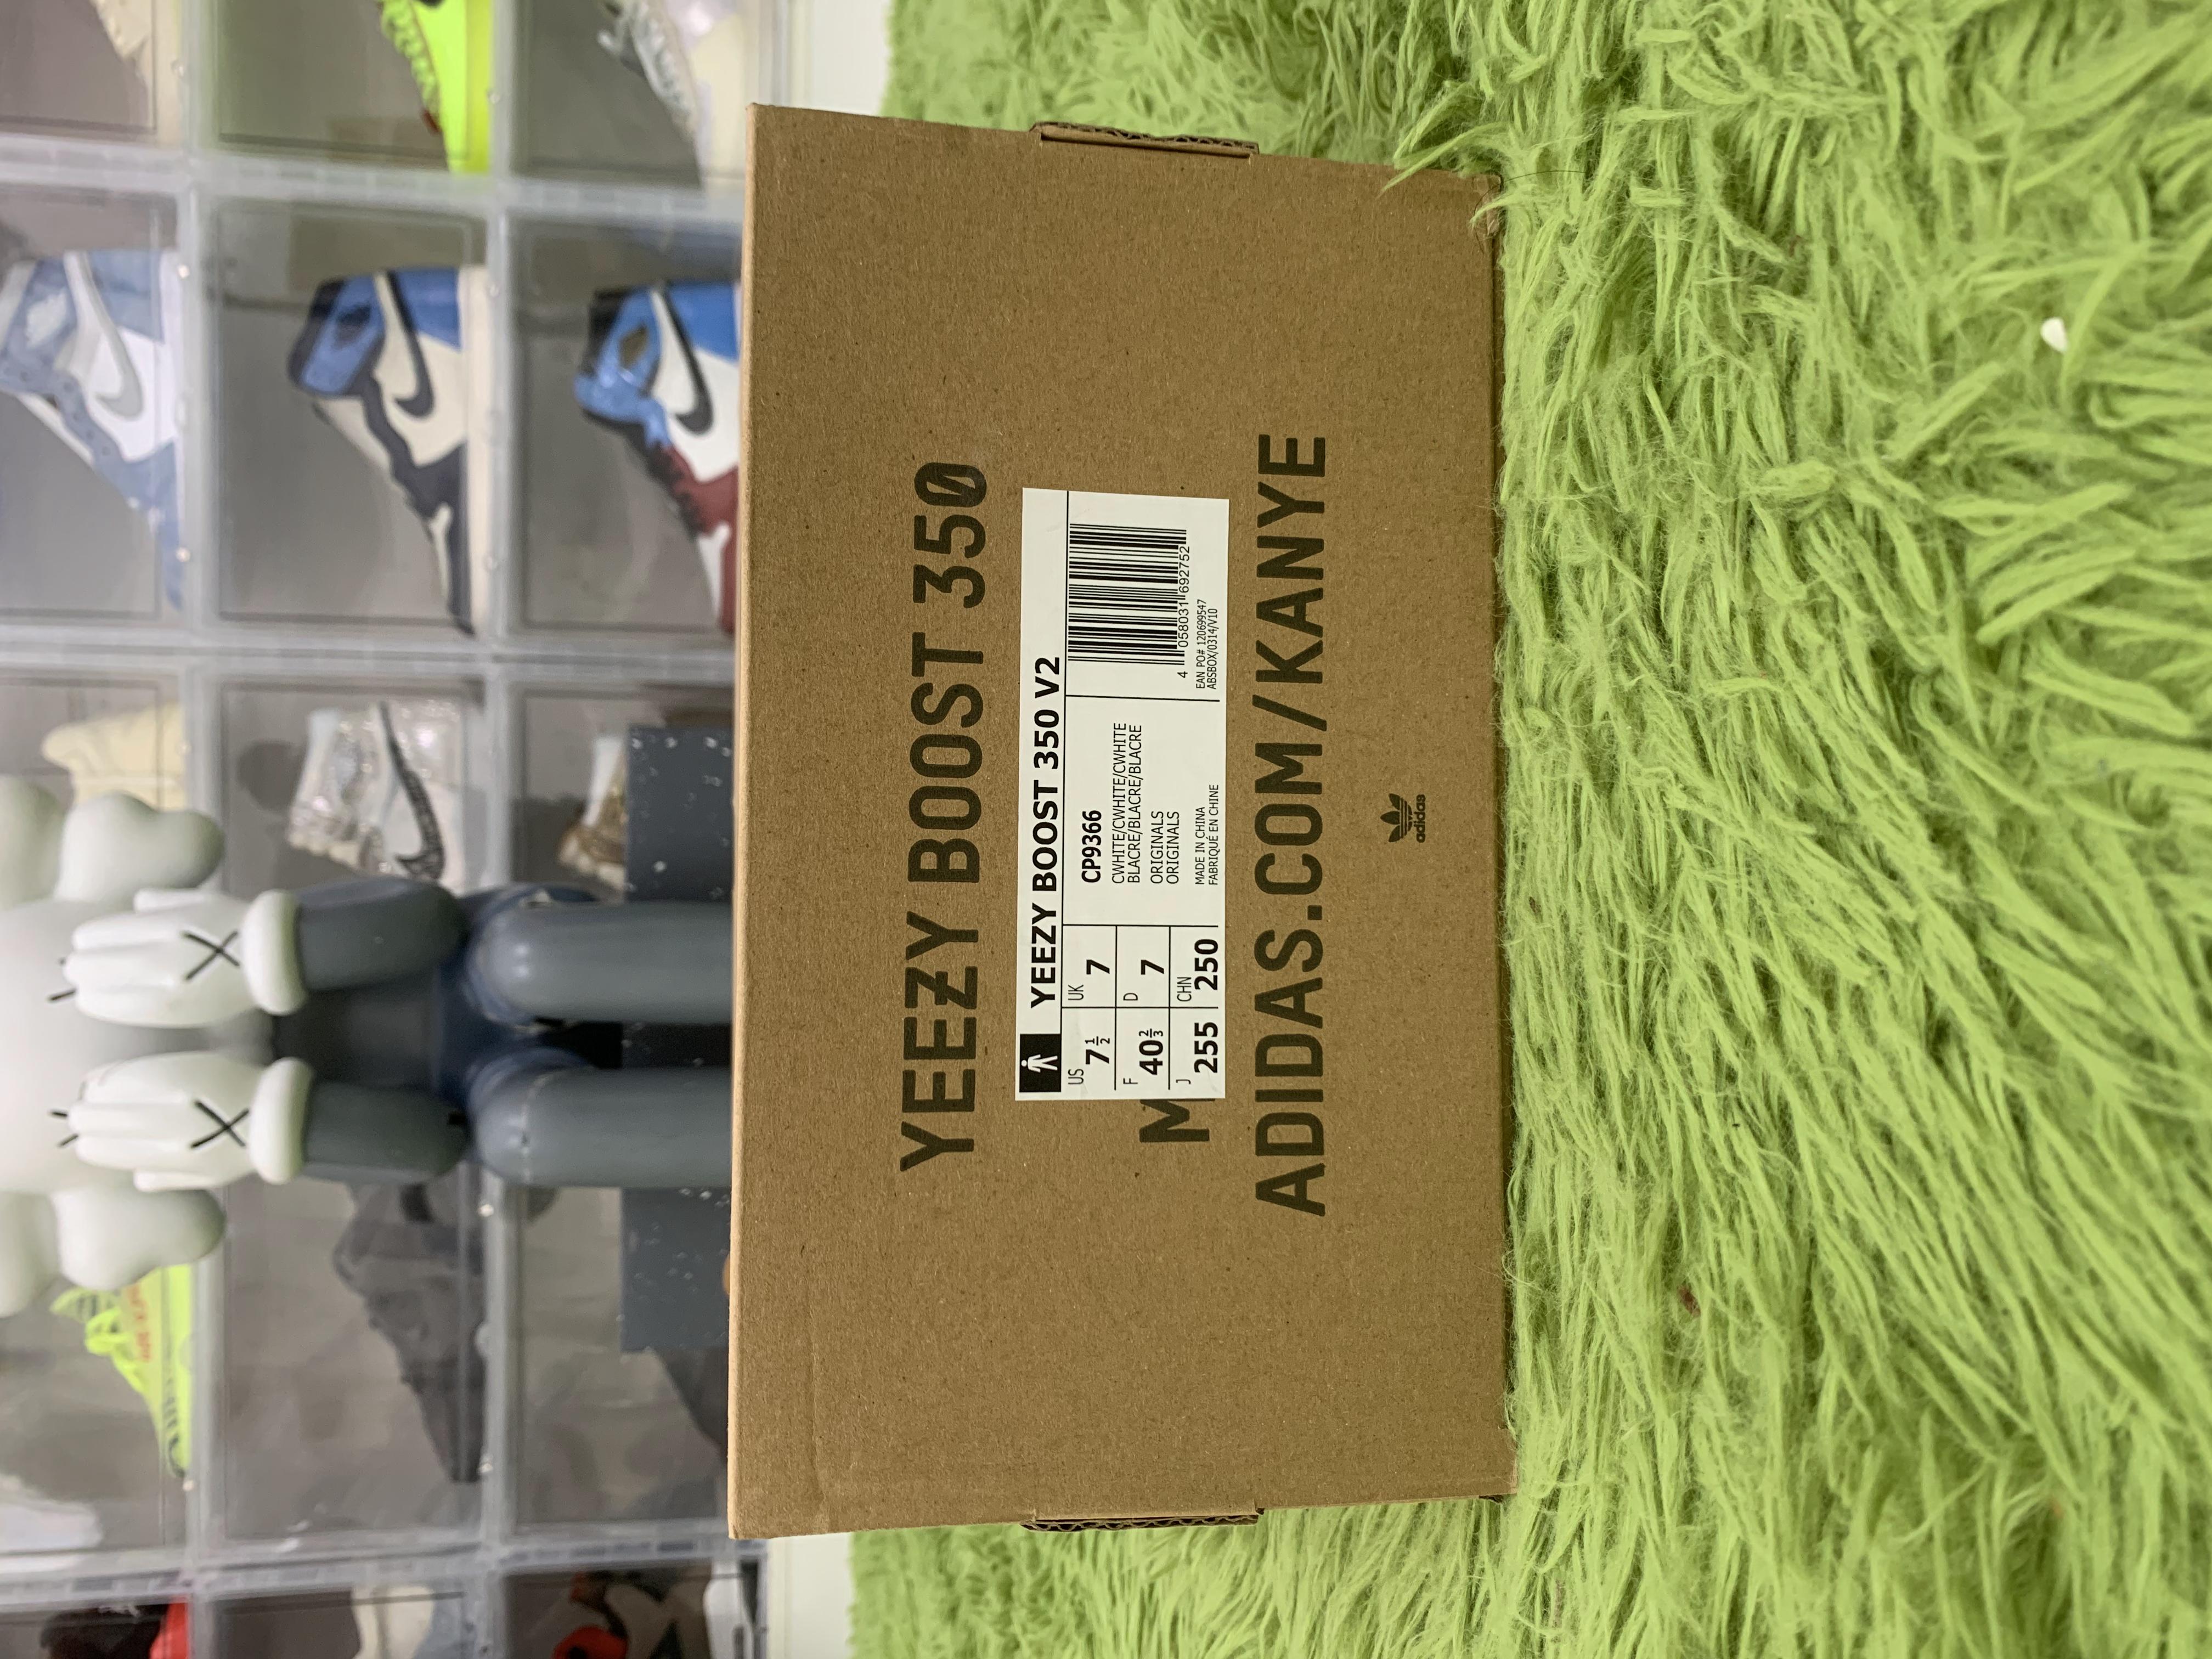 YEEZY BOOST 350
YEEZY BOOST 350 V2
US
7½
UK
7
F
40⅔
D
7
J
255
CHN
250
CP9366
CWHITE/CWHITE/CWHITE
BLACRE/BLACRE/BLACRE
ORIGINALS
ORIGINALS
MADE IN CHINA
FABRIQUÉ EN CHINE
4 058031 692752
EAN PO# 120699547
ABSBOX/0314/V10
M
ADIDAS.COM/KANYE
adidas